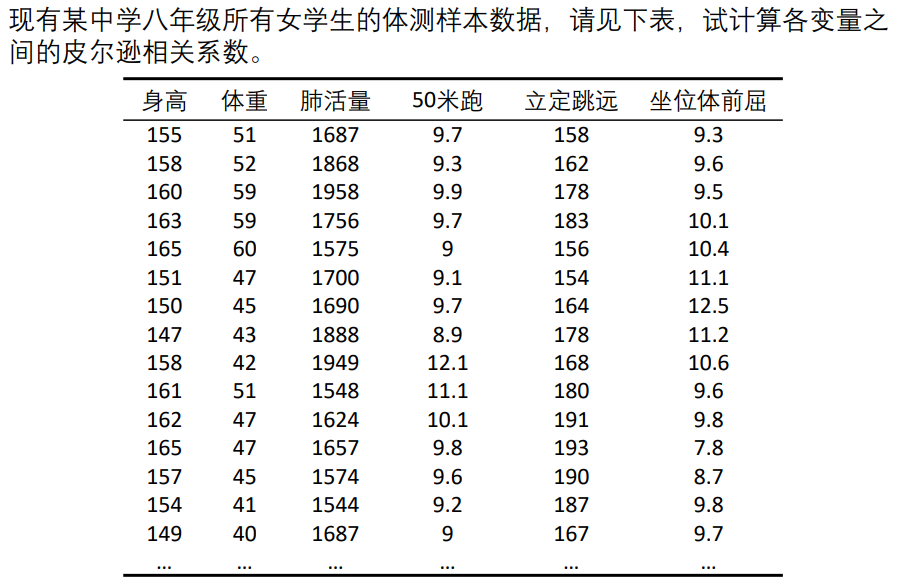 现有某中学八年级所有女学生的体测样本数据，请见下表，试计算各变量之
间的皮尔逊相关系数。
身高 体重 肺活量 50米跑 立定跳远 坐位体前屈
155 51 1687 9.7 158 9.3
158 52 1868 9.3 162 9.6
160 59 1958 9.9 178 9.5
163 59 1756 9.7 183 10.1
165 60 1575 9 156 10.4
151 47 1700 9.1 154 11.1
150 45 1690 9.7 164 12.5
147 43 1888 8.9 178 11.2
158 42 1949 12.1 168 10.6
161 51 1548 11.1 180 9.6
162 47 1624 10.1 191 9.8
165 47 1657 9.8 193 7.8
157 45 1574 9.6 190 8.7
154 41 1544 9.2 187 9.8
149 40 1687 9 167 9.7
... ... ... ... ... ...